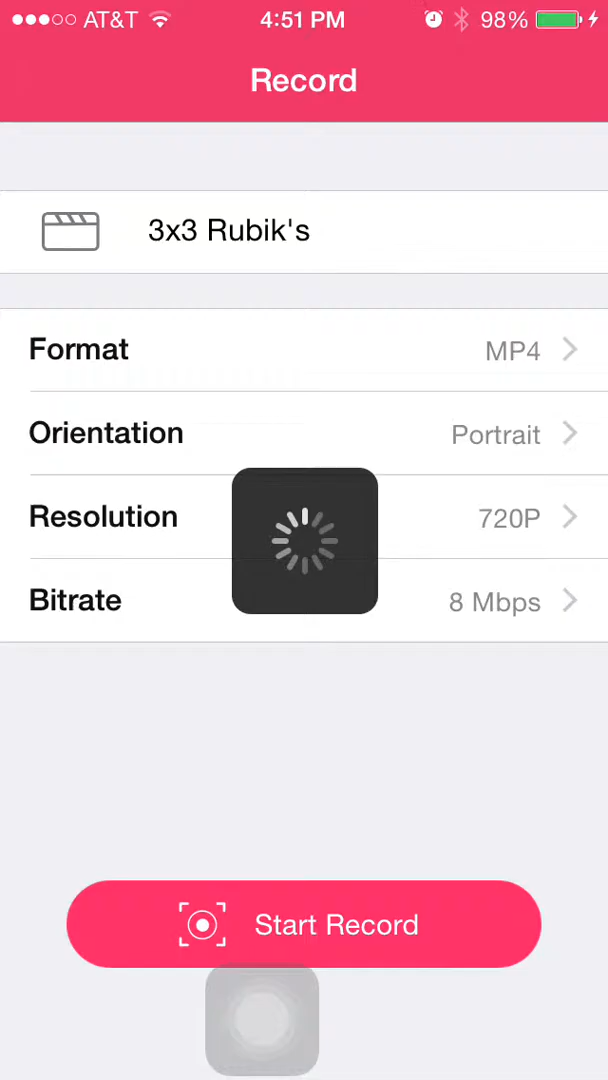 AT&T 4:51 PM 98%
Record
3x3 Rubik's
Format MP4
Orientation Portrait
Resolution 720P
Bitrate 8 Mbps
Start Record